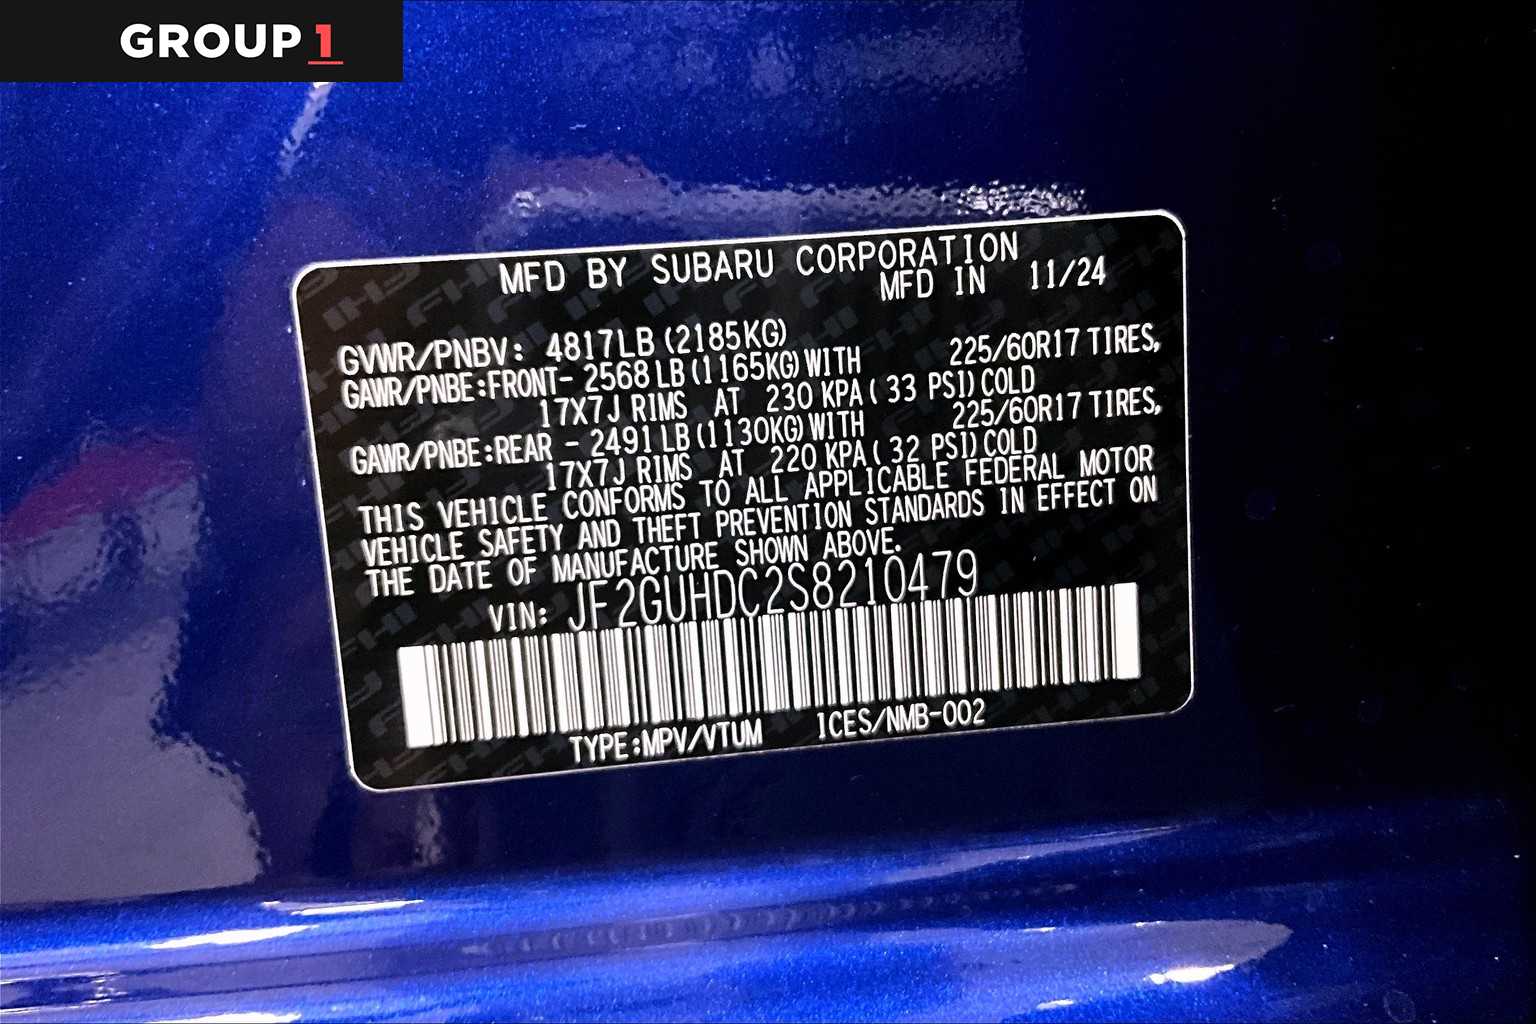 GROUP 1
MFD BY SUBARU CORPORATION
MFD IN 11/24
GVWR/PNBV: 4817LB (2185KG)
GAWR/PNBE:FRONT- 2568 LB (1165KG) WITH 225/60R17 TIRES,
17X7J RIMS AT 230 KPA ( 33 PSI) COLD
GAWR/PNBE:REAR - 2491 LB (1130KG) WITH 225/60R17 TIRES,
17X7J RIMS AT 220 KPA ( 32 PSI) COLD
THIS VEHICLE CONFORMS TO ALL APPLICABLE FEDERAL MOTOR
VEHICLE SAFETY AND THEFT PREVENTION STANDARDS IN EFFECT ON
THE DATE OF MANUFACTURE SHOWN ABOVE.
VIN: JF2GUHDC2S8210479
TYPE:MPV/VTUM ICES/NMB-002